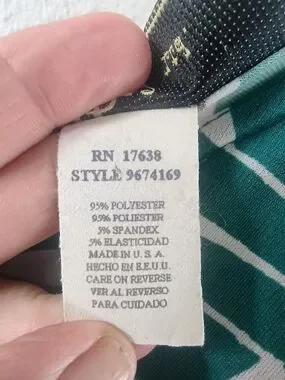 RN 17638
STYLE 9674169
95% POLYESTER
95% POLIESTER
5% SPANDEX
5% ELASTICIDAD
MADE IN U.S.A.
HECHO EN E.E.U.U.
CARE ON REVERSE
VER AL REVERSO
PARA CUIDADO